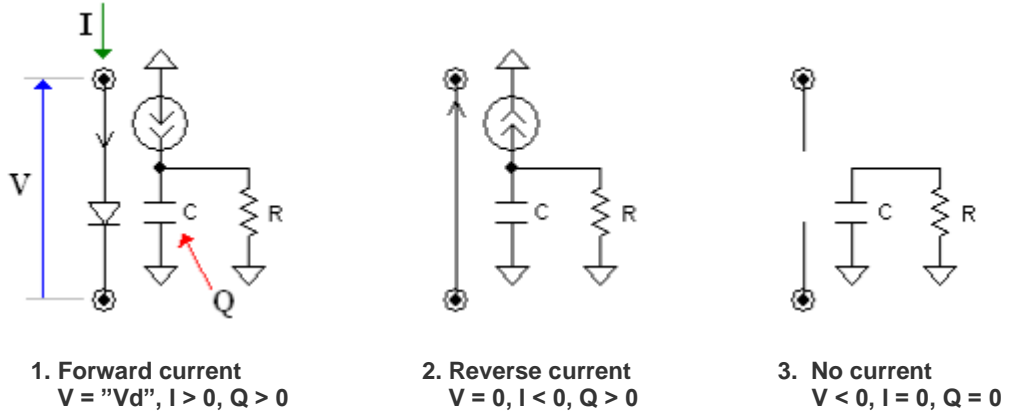 I
V
C
R
Q
C
R
C
R
1. Forward current
V = ”Vd”, I > 0, Q > 0
2. Reverse current
V = 0, I < 0, Q > 0
3. No current
V < 0, I = 0, Q = 0